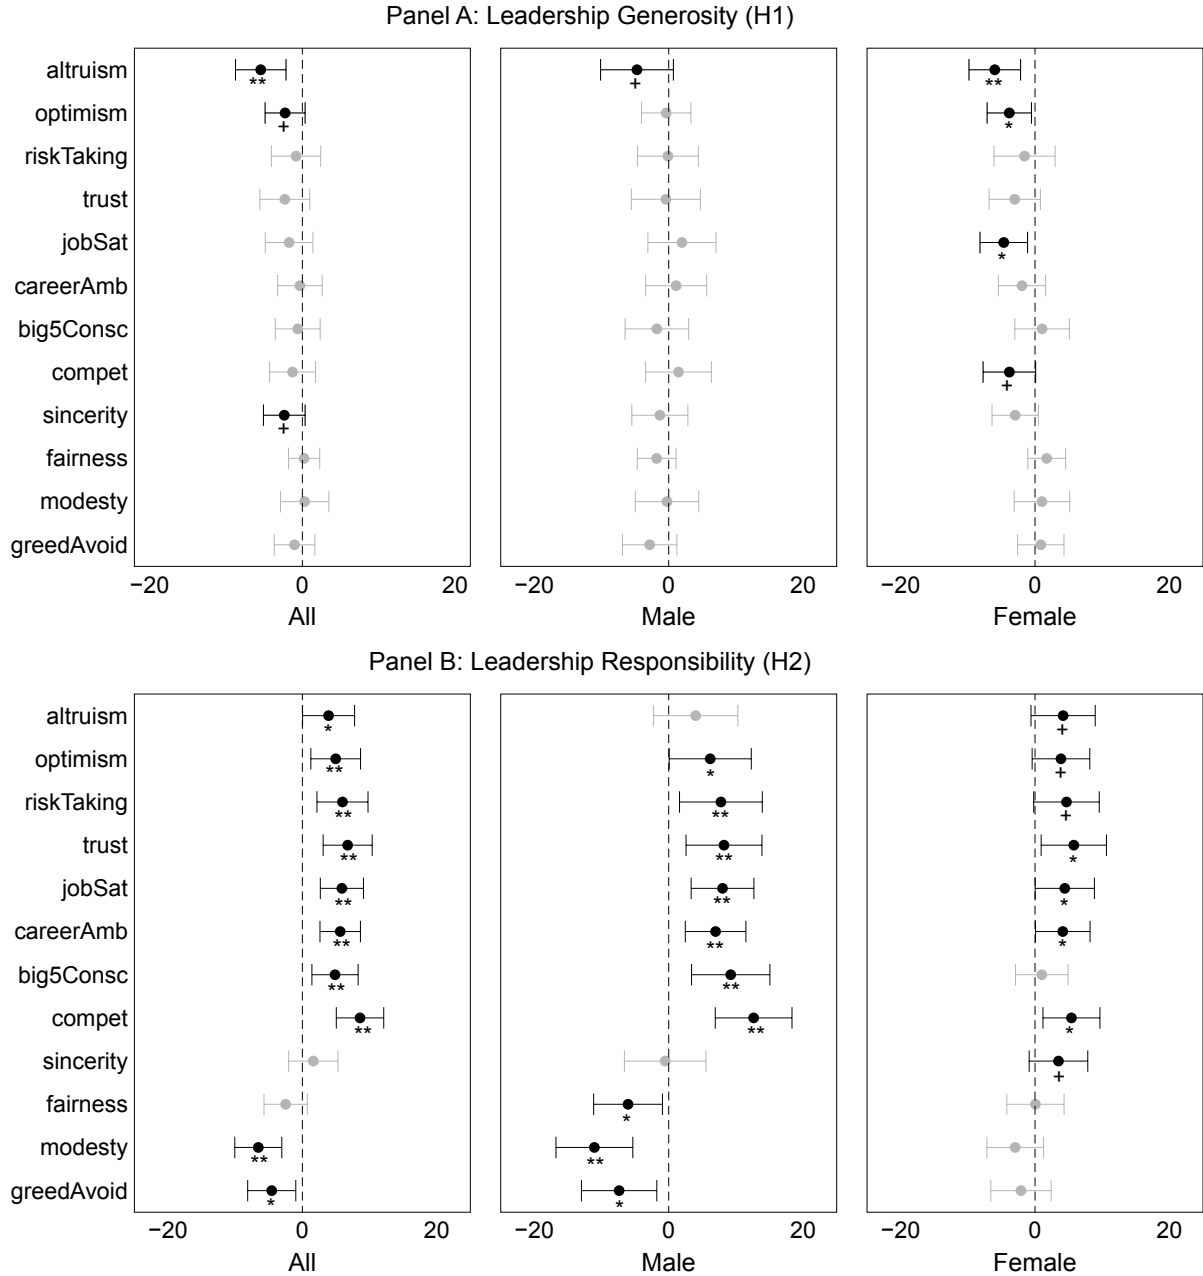 Panel A: Leadership Generosity (H1)
altruism
** + **
optimism
+ *
riskTaking
trust
jobSat
*
careerAmb
big5Consc
compet
+
sincerity
+
fairness
modesty
greedAvoid
−20 0 20 −20 0 20 −20 0 20
All Male Female
Panel B: Leadership Responsibility (H2)
altruism
* +
optimism
** * +
riskTaking
** ** +
trust
** ** *
jobSat
** ** *
careerAmb
** ** *
big5Consc
** **
compet
** ** *
sincerity
+
fairness
*
modesty
** **
greedAvoid
* *
−20 0 20 −20 0 20 −20 0 20
All Male Female